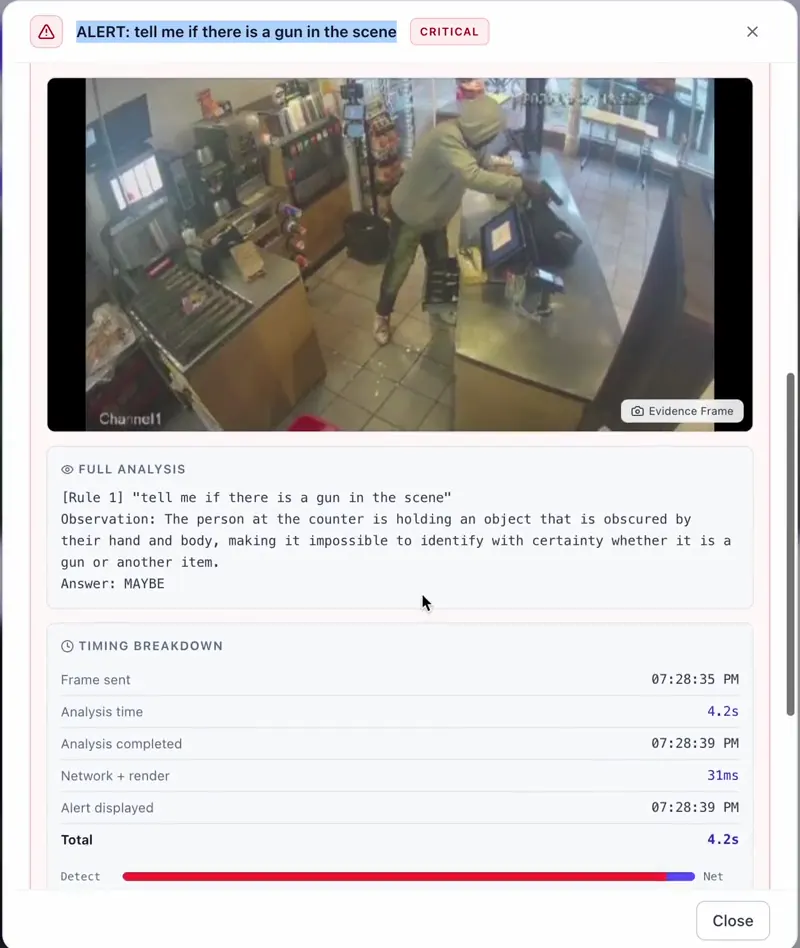 ALERT: tell me if there is a gun in the scene
CRITICAL
Channel1
Evidence Frame
FULL ANALYSIS
[Rule 1] "tell me if there is a gun in the scene"
Observation: The person at the counter is holding an object that is obscured by
their hand and body, making it impossible to identify with certainty whether it is a
gun or another item.
Answer: MAYBE
TIMING BREAKDOWN
Frame sent 07:28:35 PM
Analysis time 4.2s
Analysis completed 07:28:39 PM
Network + render 31ms
Alert displayed 07:28:39 PM
Total 4.2s
Detect Net
Close